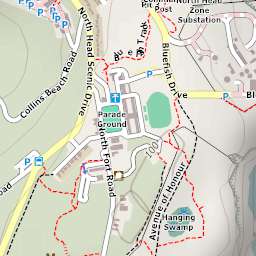 North Head
Pit Post
Zone
Substation
North Head Scenic Drive
Bluefish Drive
Collins Beach Road
Parade
Ground
North Fort Road
Road
Avenue of Honour
Hanging
Swamp
P
P
P
Bl